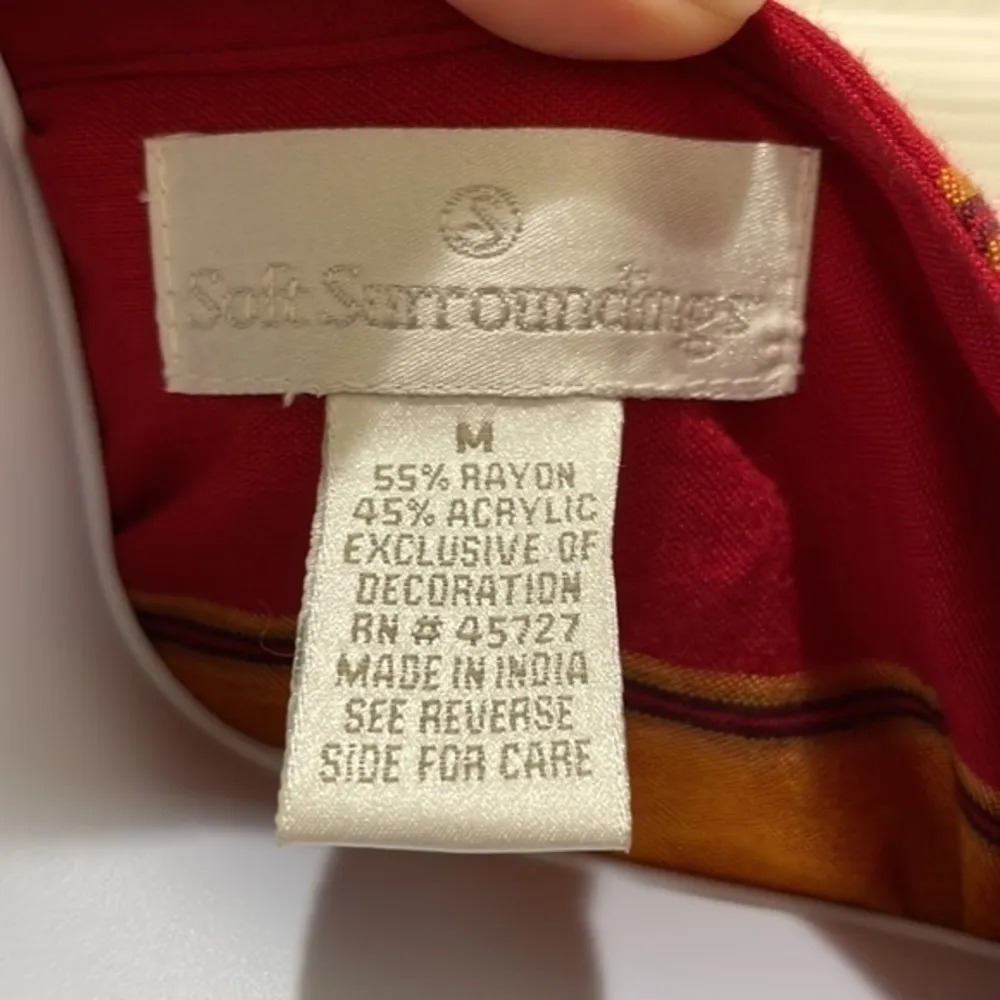 S
Soft Surroundings
M
55% RAYON
45% ACRYLIC
EXCLUSIVE OF
DECORATION
RN # 45727
MADE IN INDIA
SEE REVERSE
SIDE FOR CARE